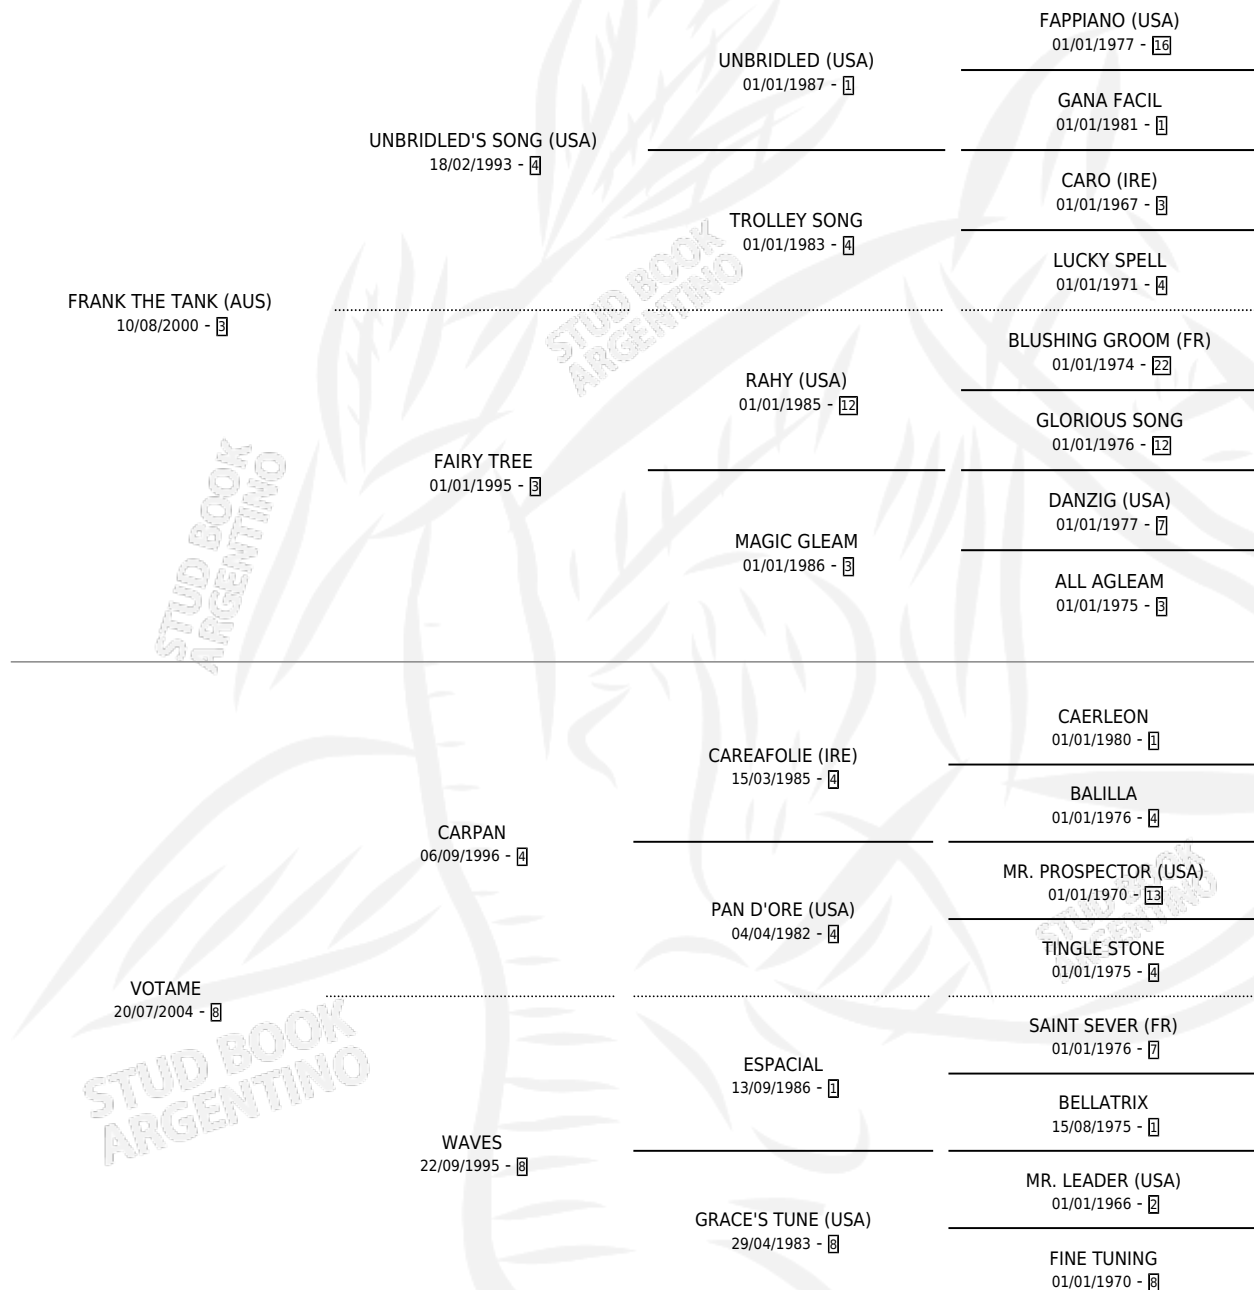 FAPPIANO (USA)
01/01/1977 - 16
UNBRIDLED (USA)
01/01/1987 - 1
GANA FACIL
01/01/1981 - 1
UNBRIDLED'S SONG (USA)
18/02/1993 - 4
CARO (IRE)
01/01/1967 - 3
TROLLEY SONG
01/01/1983 - 4
LUCKY SPELL
01/01/1971 - 4
FRANK THE TANK (AUS)
10/08/2000 - 3
STUD BOOK
ARGENTINO
BLUSHING GROOM (FR)
01/01/1974 - 22
RAHY (USA)
01/01/1985 - 12
GLORIOUS SONG
01/01/1976 - 12
FAIRY TREE
01/01/1995 - 3
DANZIG (USA)
01/01/1977 - 7
MAGIC GLEAM
01/01/1986 - 3
ALL AGLEAM
01/01/1975 - 3
STUD BOOK
ARGENTINO
CAERLEON
01/01/1980 - 1
CAREAFOLIE (IRE)
15/03/1985 - 4
BALILLA
01/01/1976 - 4
CARPAN
06/09/1996 - 4
MR. PROSPECTOR (USA)
01/01/1970 - 13
PAN D'ORE (USA)
04/04/1982 - 4
STUD BOOK
ARGENTINO
TINGLE STONE
01/01/1975 - 4
VOTAME
20/07/2004 - 8
SAINT SEVER (FR)
01/01/1976 - 7
ESPACIAL
13/09/1986 - 1
BELLATRIX
15/08/1975 - 1
STUD BOOK
ARGENTINO
WAVES
22/09/1995 - 8
MR. LEADER (USA)
01/01/1966 - 2
GRACE'S TUNE (USA)
29/04/1983 - 8
FINE TUNING
01/01/1970 - 8